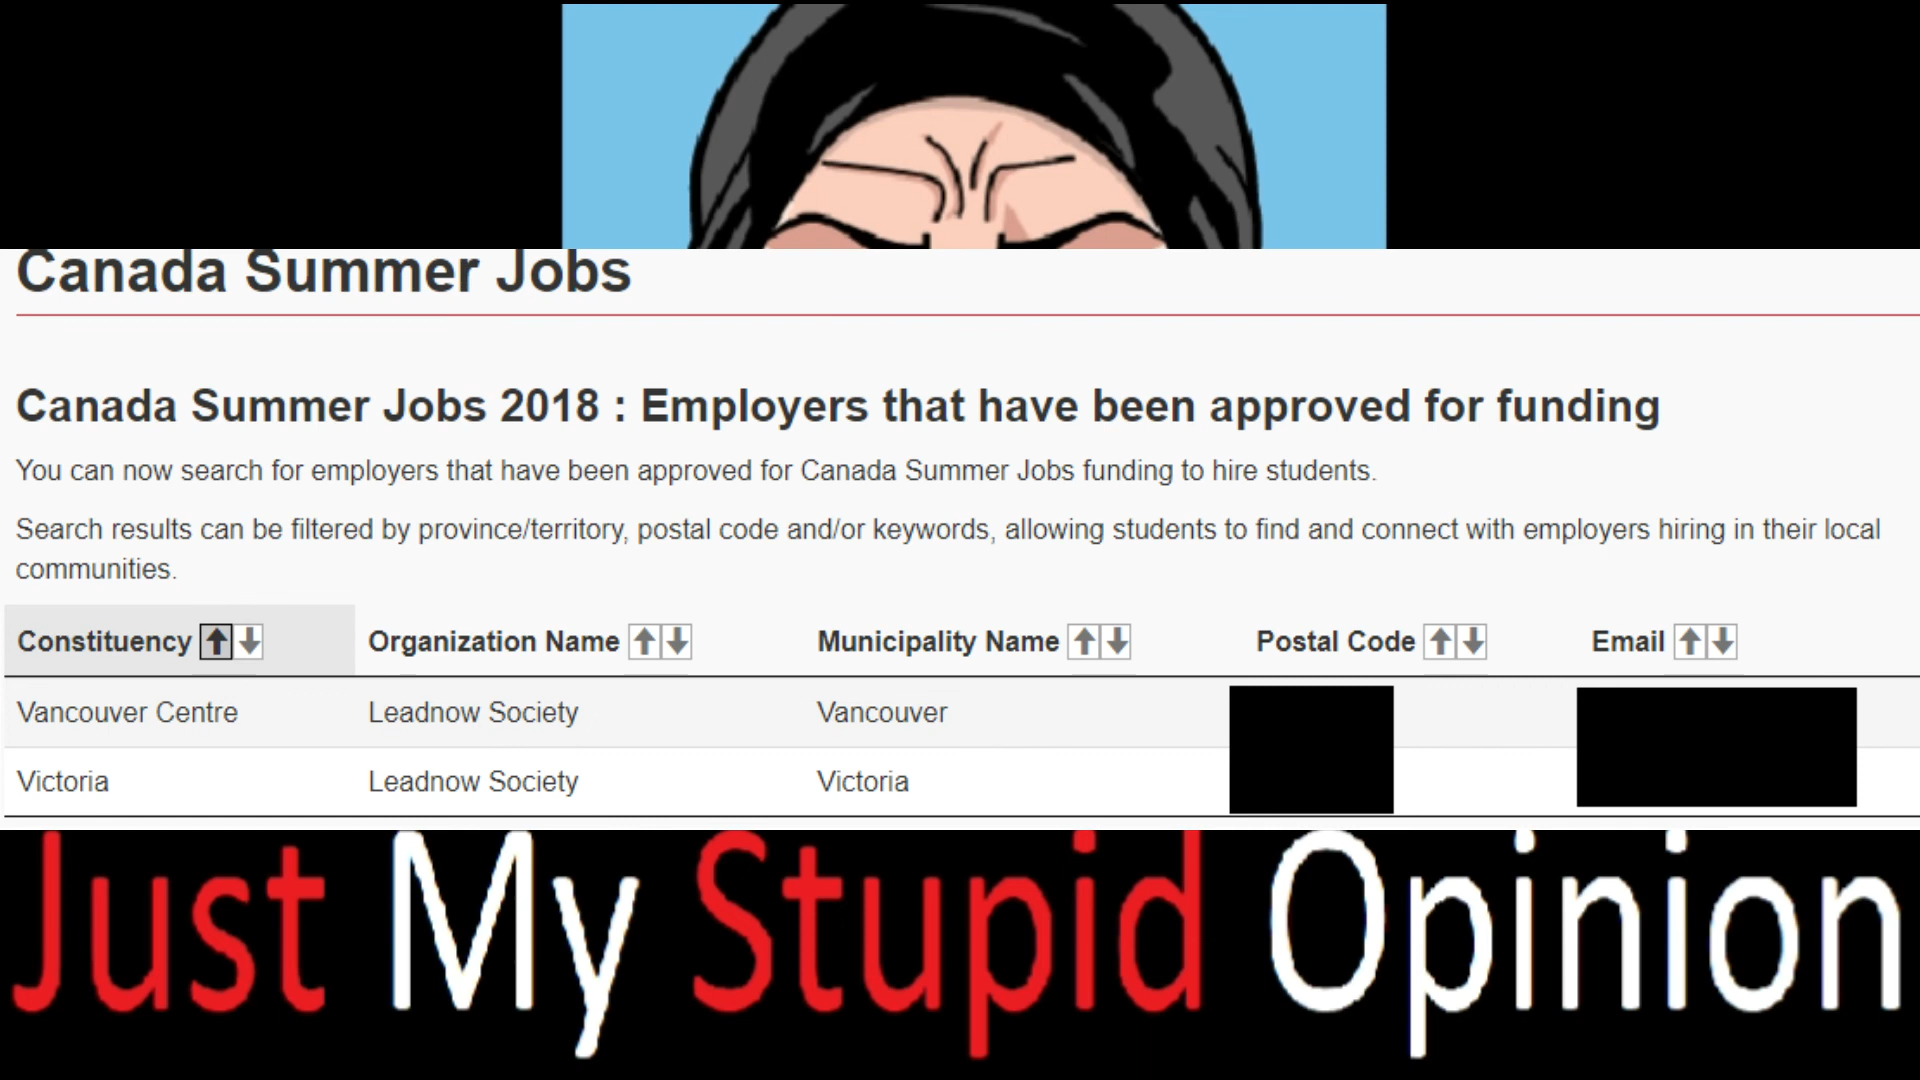 Canada Summer Jobs
Canada Summer Jobs 2018 : Employers that have been approved for funding
You can now search for employers that have been approved for Canada Summer Jobs funding to hire students.
Search results can be filtered by province/territory, postal code and/or keywords, allowing students to find and connect with employers hiring in their local
communities.
Constituency Organization Name Municipality Name Postal Code Email
Vancouver Centre Leadnow Society Vancouver
Victoria Leadnow Society Victoria
Just My Stupid Opinion